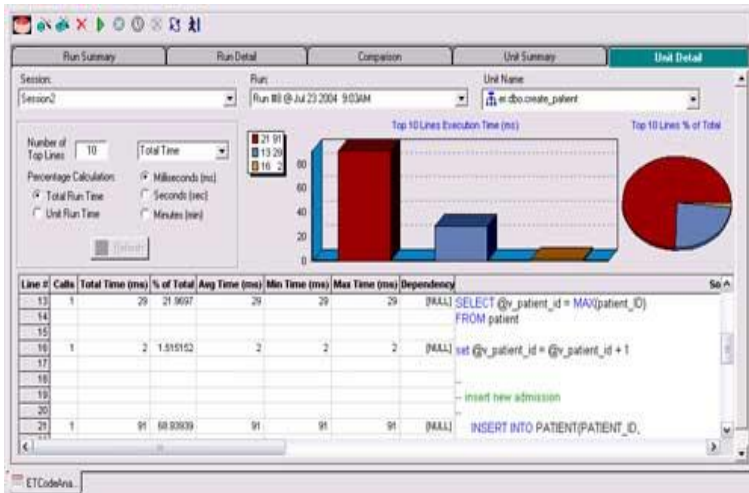 Run Summary
Run Detail
Comparison
Unit Summary
Unit Detail
Session:
Run:
Unit Name
Session2
Run #8 @ Jul 23 2004 9:03AM
er.dbo.create_patient
Number of Top Lines
10
Total Time
Percentage Calculation:
Total Run Time
Unit Run Time
Milliseconds (ms)
Seconds (sec)
Minutes (min)
Refresh
21 91
13 29
16 2
Top 10 Lines Execution Time (ms)
80
60
40
20
0
Top 10 Lines % of Total
Line # Calls Total Time (ms) % of Total Avg Time (ms) Min Time (ms) Max Time (ms) Dependency So
13 1 29 21.9697 29 29 29 [NULL] SELECT @v_patient_id = MAX(patient_ID)
14 FROM patient
15
16 1 2 1.515152 2 2 2 [NULL] set @v_patient_id = @v_patient_id + 1
17
18 --
19 -- insert new admission
20 --
21 1 91 68.93939 91 91 91 [NULL] INSERT INTO PATIENT(PATIENT_ID,
ETCodeAna...